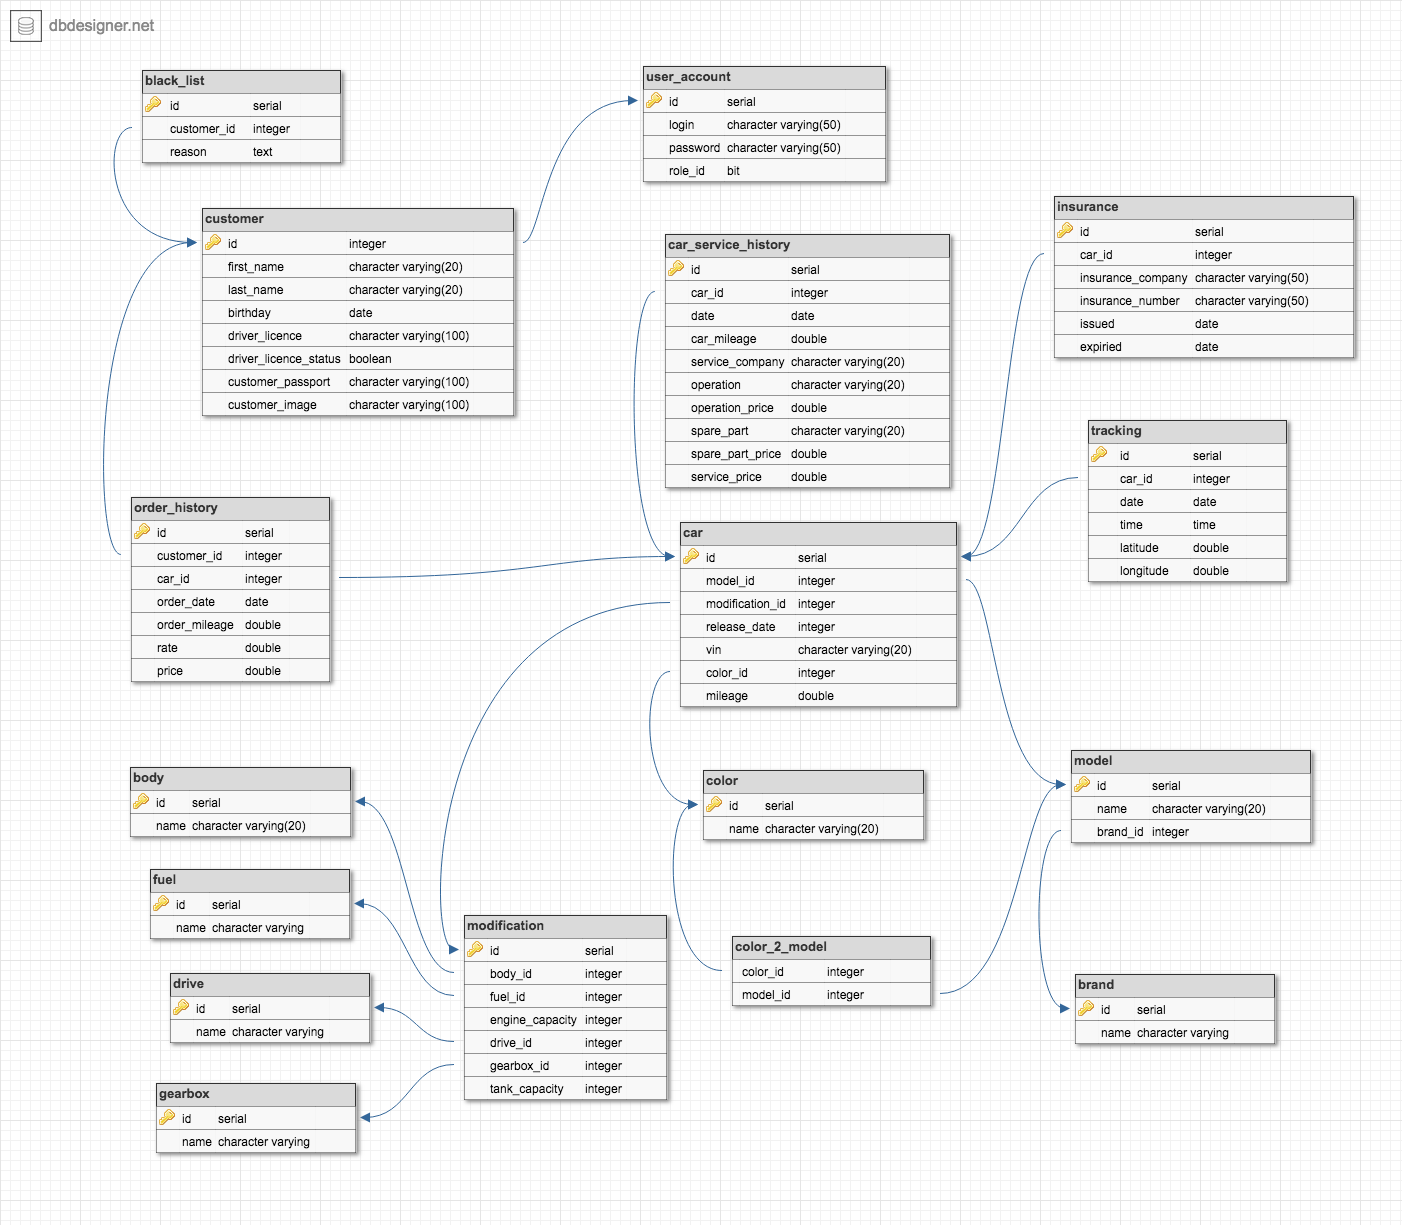 dbdesigner.net
black_list
id serial
customer_id integer
reason text
user_account
id serial
login character varying(50)
password character varying(50)
role_id bit
customer
id integer
first_name character varying(20)
last_name character varying(20)
birthday date
driver_licence character varying(100)
driver_licence_status boolean
customer_passport character varying(100)
customer_image character varying(100)
car_service_history
id serial
car_id integer
date date
car_mileage double
service_company character varying(20)
operation character varying(20)
operation_price double
spare_part character varying(20)
spare_part_price double
service_price double
insurance
id serial
car_id integer
insurance_company character varying(50)
insurance_number character varying(50)
issued date
expiried date
tracking
id serial
car_id integer
date date
time time
latitude double
longitude double
order_history
id serial
customer_id integer
car_id integer
order_date date
order_mileage double
rate double
price double
car
id serial
model_id integer
modification_id integer
release_date integer
vin character varying(20)
color_id integer
mileage double
body
id serial
name character varying(20)
color
id serial
name character varying(20)
model
id serial
name character varying(20)
brand_id integer
fuel
id serial
name character varying
modification
id serial
body_id integer
fuel_id integer
engine_capacity integer
drive_id integer
gearbox_id integer
tank_capacity integer
color_2_model
color_id integer
model_id integer
drive
id serial
name character varying
brand
id serial
name character varying
gearbox
id serial
name character varying